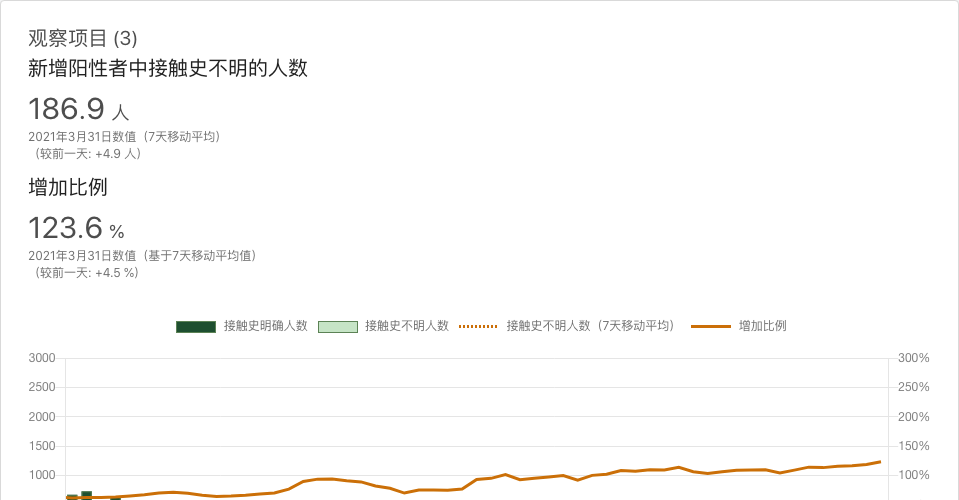 观察项目 (3)
新增阳性者中接触史不明的人数
186.9 人
2021年3月31日数值（7天移动平均）
（较前一天: +4.9 人）
增加比例
123.6 %
2021年3月31日数值（基于7天移动平均值）
（较前一天: +4.5 %）
接触史明确人数 接触史不明人数 接触史不明人数（7天移动平均） 增加比例
3000 300%
2500 250%
2000 200%
1500 150%
1000 100%